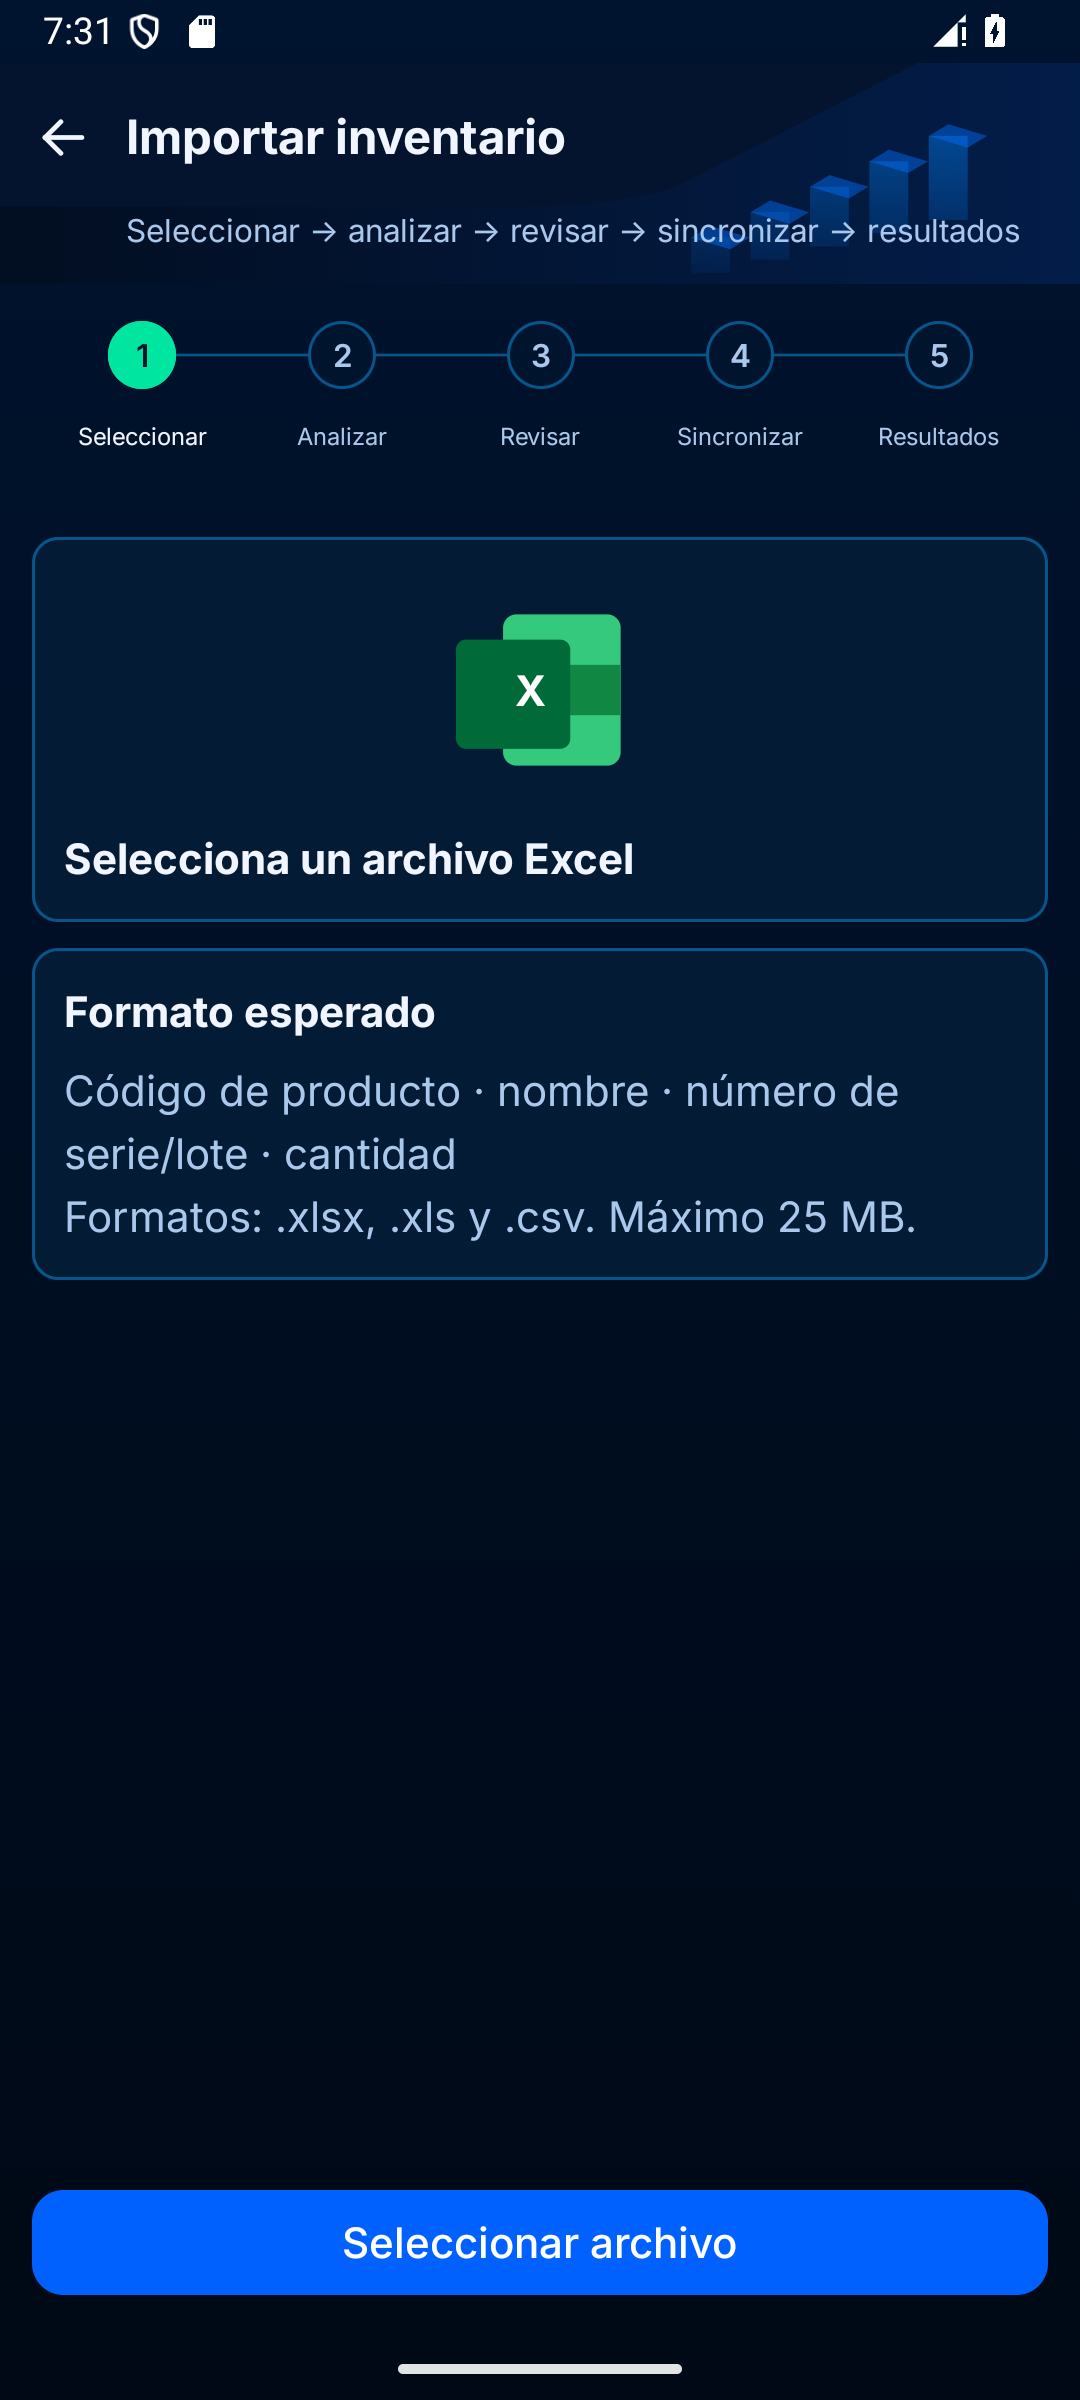 7:31
Importar inventario
Seleccionar → analizar → revisar → sincronizar → resultados
1 2 3 4 5
Seleccionar Analizar Revisar Sincronizar Resultados
X
Selecciona un archivo Excel
Formato esperado
Código de producto · nombre · número de
serie/lote · cantidad
Formatos: .xlsx, .xls y .csv. Máximo 25 MB.
Seleccionar archivo